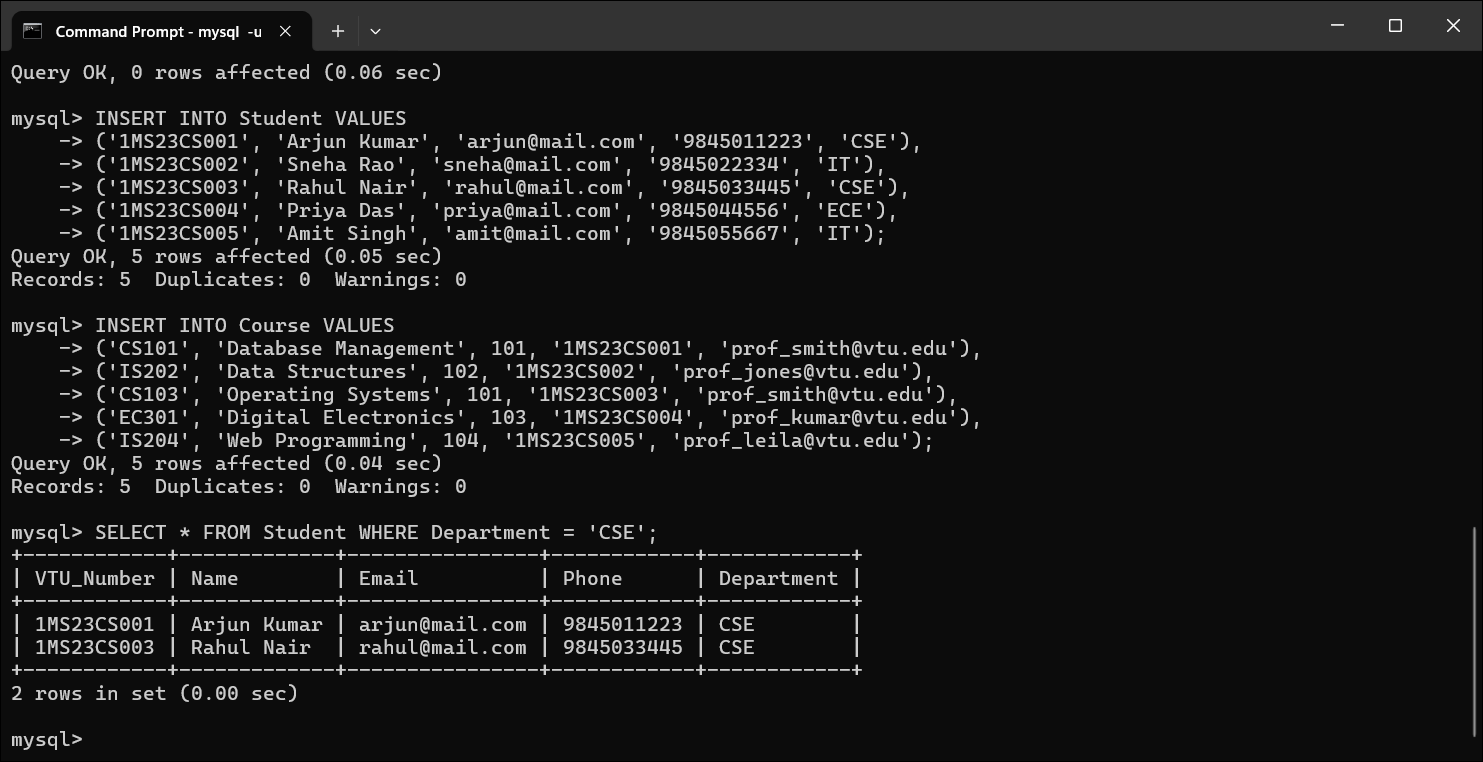 Command Prompt - mysql  -u
Query OK, 0 rows affected (0.06 sec)

mysql> INSERT INTO Student VALUES
    -> ('1MS23CS001', 'Arjun Kumar', 'arjun@mail.com', '9845011223', 'CSE'),
    -> ('1MS23CS002', 'Sneha Rao', 'sneha@mail.com', '9845022334', 'IT'),
    -> ('1MS23CS003', 'Rahul Nair', 'rahul@mail.com', '9845033445', 'CSE'),
    -> ('1MS23CS004', 'Priya Das', 'priya@mail.com', '9845044556', 'ECE'),
    -> ('1MS23CS005', 'Amit Singh', 'amit@mail.com', '9845055667', 'IT');
Query OK, 5 rows affected (0.05 sec)
Records: 5  Duplicates: 0  Warnings: 0

mysql> INSERT INTO Course VALUES
    -> ('CS101', 'Database Management', 101, '1MS23CS001', 'prof_smith@vtu.edu'),
    -> ('IS202', 'Data Structures', 102, '1MS23CS002', 'prof_jones@vtu.edu'),
    -> ('CS103', 'Operating Systems', 101, '1MS23CS003', 'prof_smith@vtu.edu'),
    -> ('EC301', 'Digital Electronics', 103, '1MS23CS004', 'prof_kumar@vtu.edu'),
    -> ('IS204', 'Web Programming', 104, '1MS23CS005', 'prof_leila@vtu.edu');
Query OK, 5 rows affected (0.04 sec)
Records: 5  Duplicates: 0  Warnings: 0

mysql> SELECT * FROM Student WHERE Department = 'CSE';
+------------+-------------+----------------+------------+------------+
| VTU_Number | Name        | Email          | Phone      | Department |
+------------+-------------+----------------+------------+------------+
| 1MS23CS001 | Arjun Kumar | arjun@mail.com | 9845011223 | CSE        |
| 1MS23CS003 | Rahul Nair  | rahul@mail.com | 9845033445 | CSE        |
+------------+-------------+----------------+------------+------------+
2 rows in set (0.00 sec)

mysql>